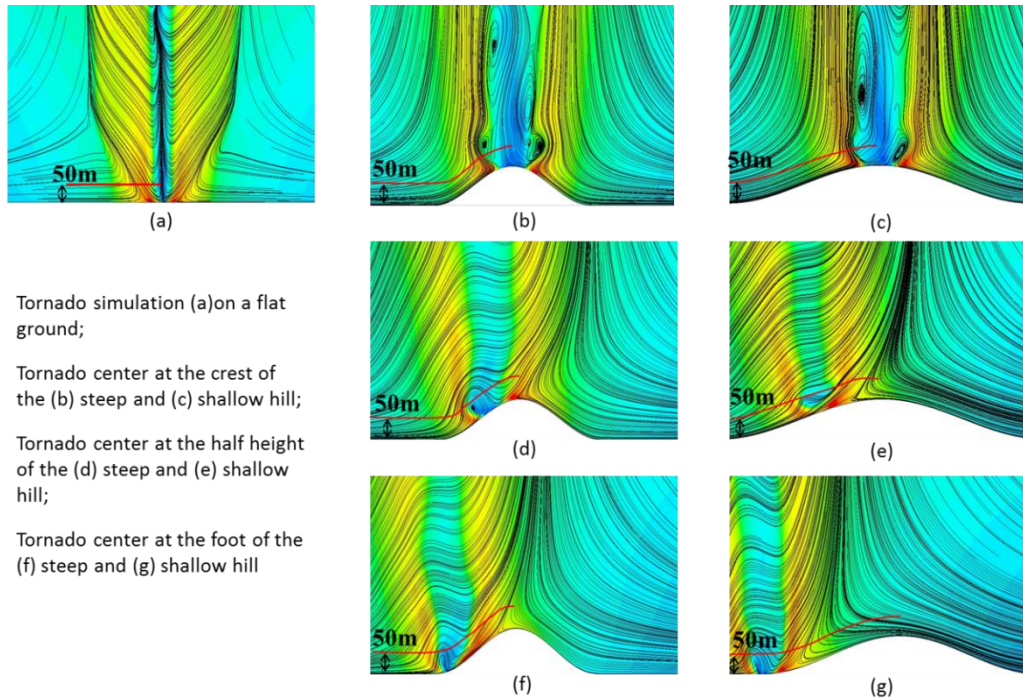 50m
(a)
50m
(b)
50m
(c)
Tornado simulation (a)on a flat
ground;
Tornado center at the crest of
the (b) steep and (c) shallow hill;
Tornado center at the half height
of the (d) steep and (e) shallow
hill;
Tornado center at the foot of the
(f) steep and (g) shallow hill
50m
(d)
50m
(e)
50m
(f)
50m
(g)